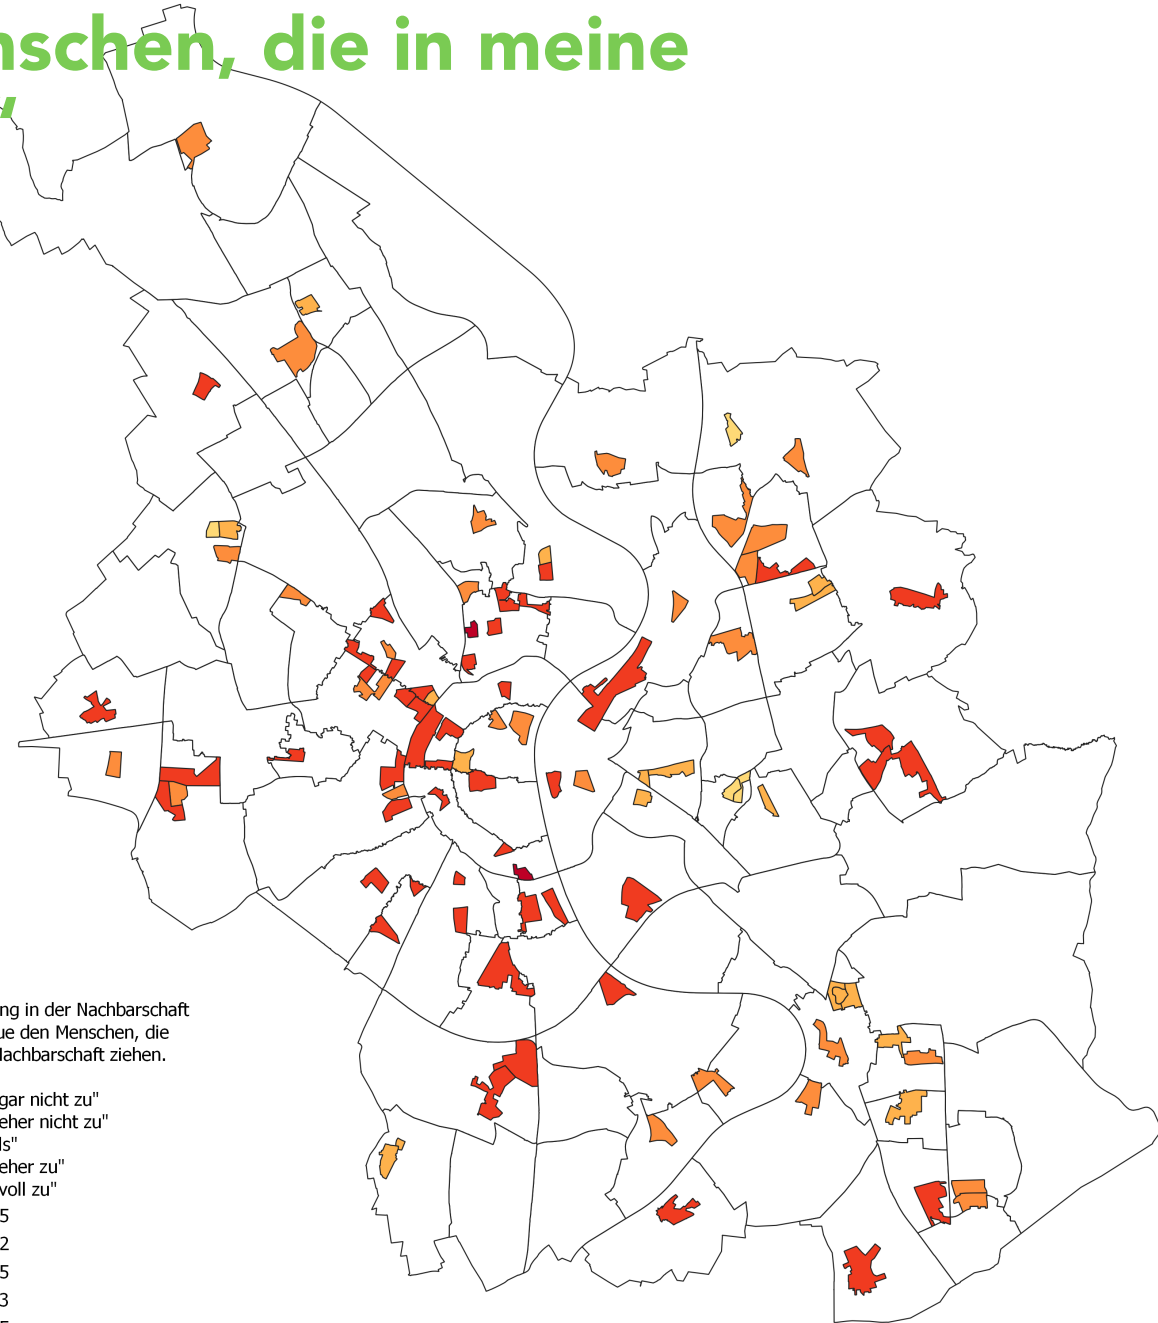 nschen, die in meine
"
ng in der Nachbarschaft
ue den Menschen, die
Nachbarschaft ziehen.
gar nicht zu"
eher nicht zu"
ls"
eher zu"
voll zu"
5
2
5
3